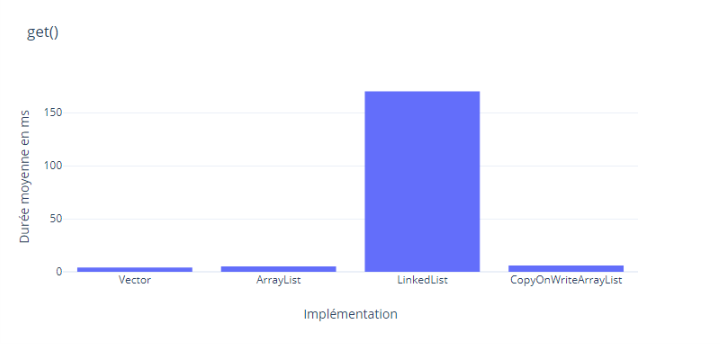 get()
Durée moyenne en ms
150
100
50
0
Vector ArrayList LinkedList CopyOnWriteArrayList
Implémentation